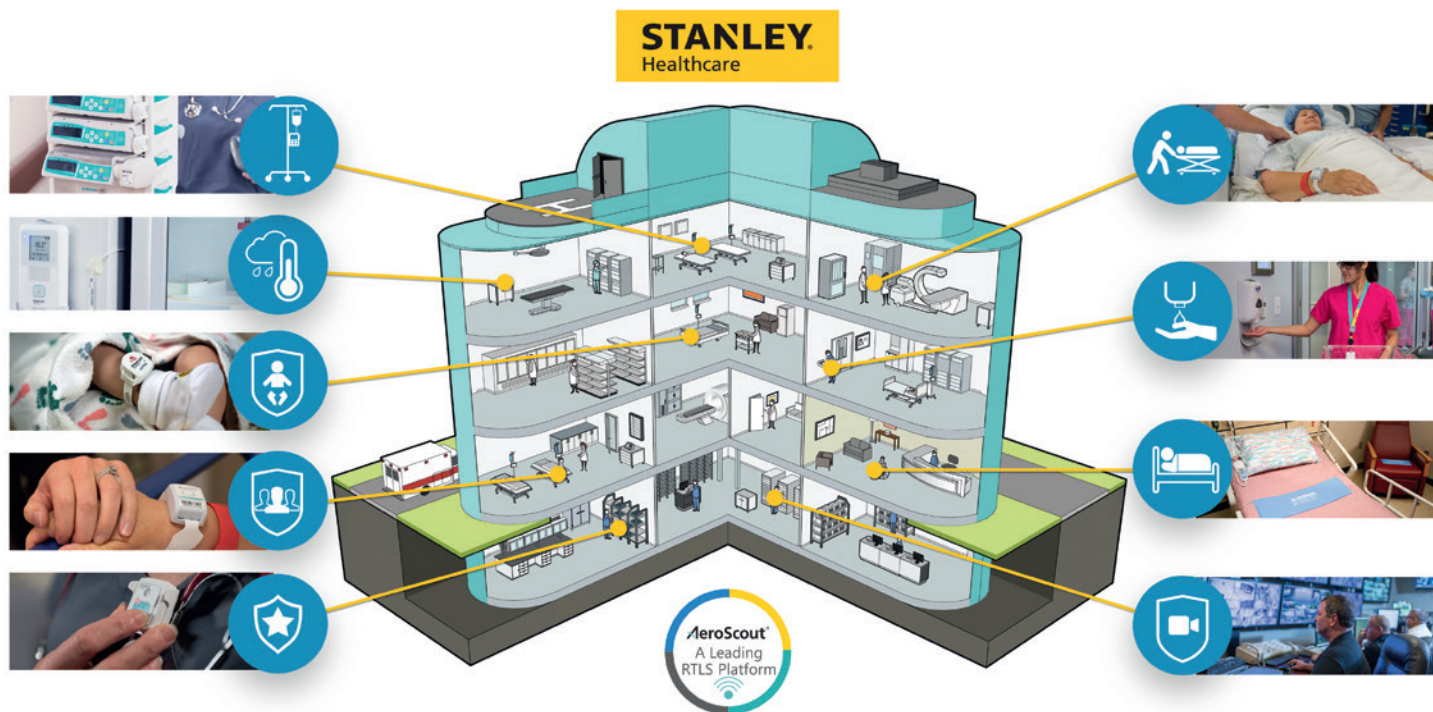 STANLEY®
Healthcare
H
AeroScout®
A Leading
RTLS Platform